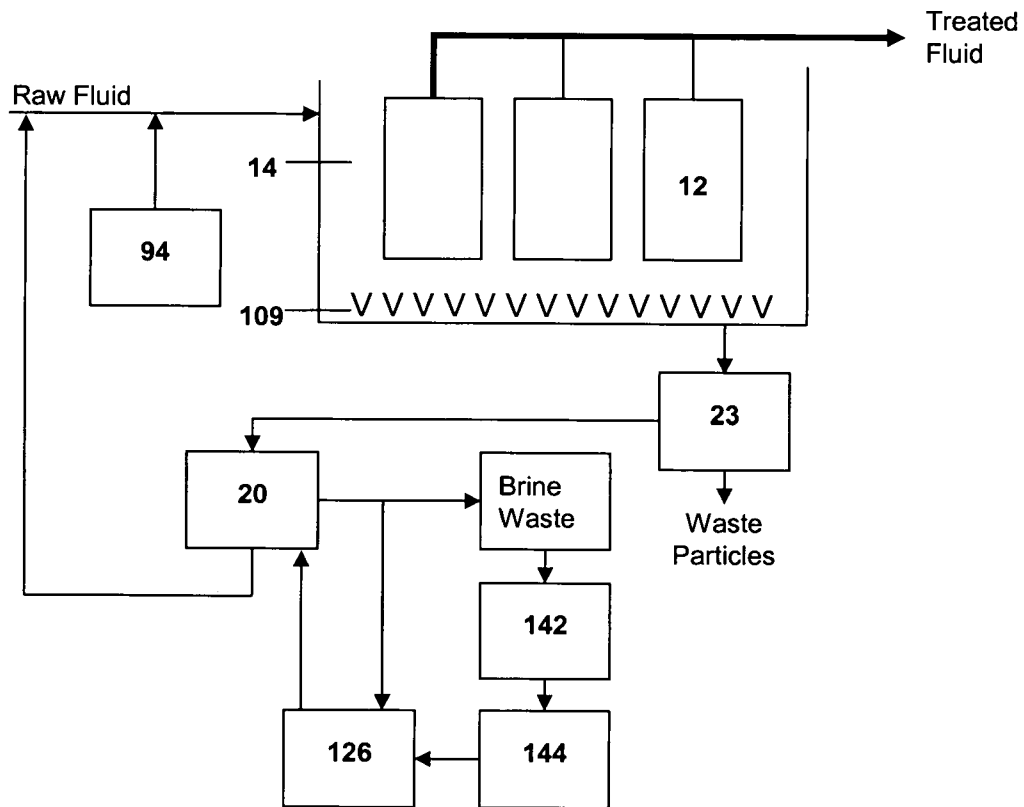 Treated
Fluid
Raw Fluid
14
12
94
109
V V V V V V V V V V V V V V
23
20
Brine
Waste
Waste
Particles
142
126
144